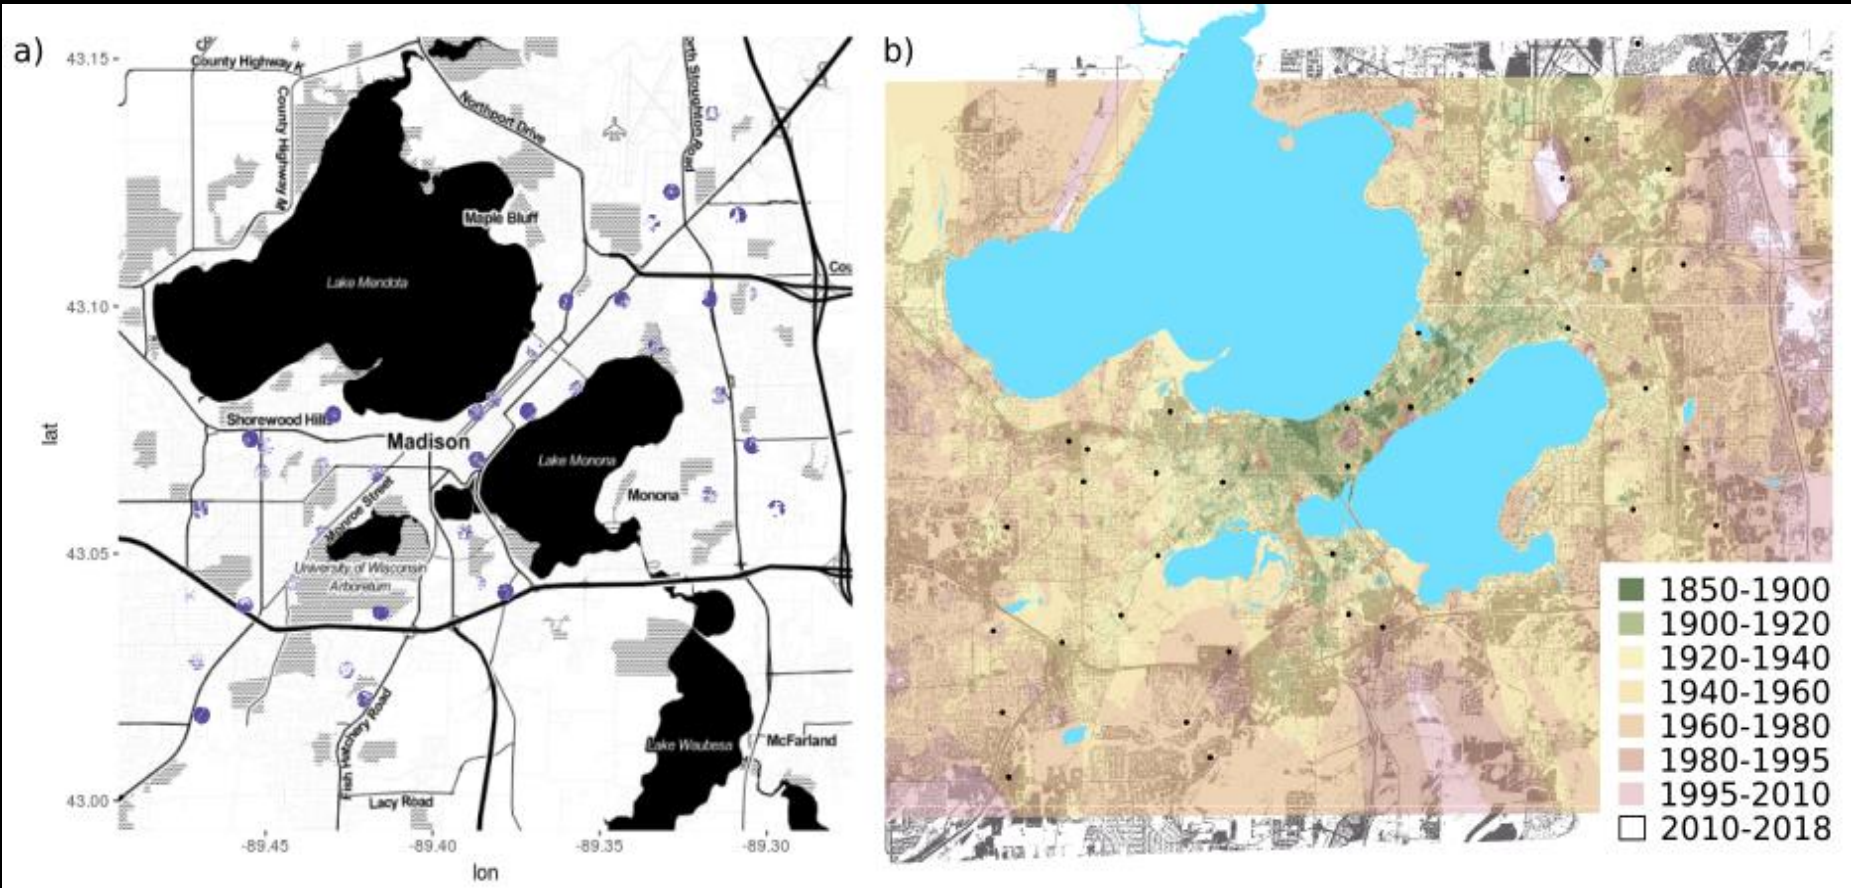 a)
43.15
43.10
43.05
43.00
lat
-89.45
-89.40
-89.35
-89.30
lon
County Highway K
County Highway M
Northport Drive
Stoughton Road
Maple Bluff
Lake Mendota
Cou
Shorewood Hills
Madison
Lake Monona
Monona
Monroe Street
University of Wisconsin
Arboretum
Fish Hatchery Road
Lacy Road
Lake Waubesa
McFarland
b)
1850-1900
1900-1920
1920-1940
1940-1960
1960-1980
1980-1995
1995-2010
2010-2018